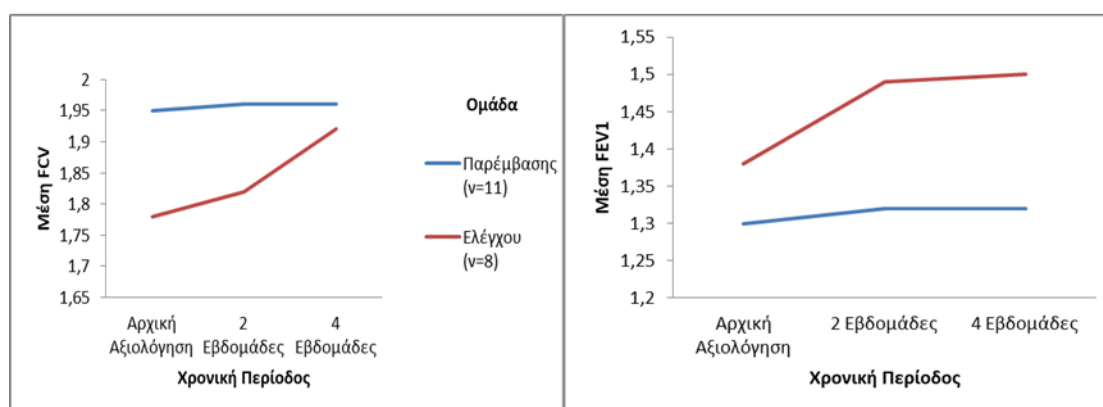 Μέση FCV
2
1,95
1,9
1,85
1,8
1,75
1,7
1,65
Αρχική
Αξιολόγηση
2
Εβδομάδες
4
Εβδομάδες
Χρονική Περίοδος
Ομάδα
Παρέμβασης
(ν=11)
Ελέγχου
(ν=8)
Μέση FEV1
1,55
1,5
1,45
1,4
1,35
1,3
1,25
1,2
Αρχική
Αξιολόγηση
2 Εβδομάδες
4 Εβδομάδες
Χρονική Περίοδος